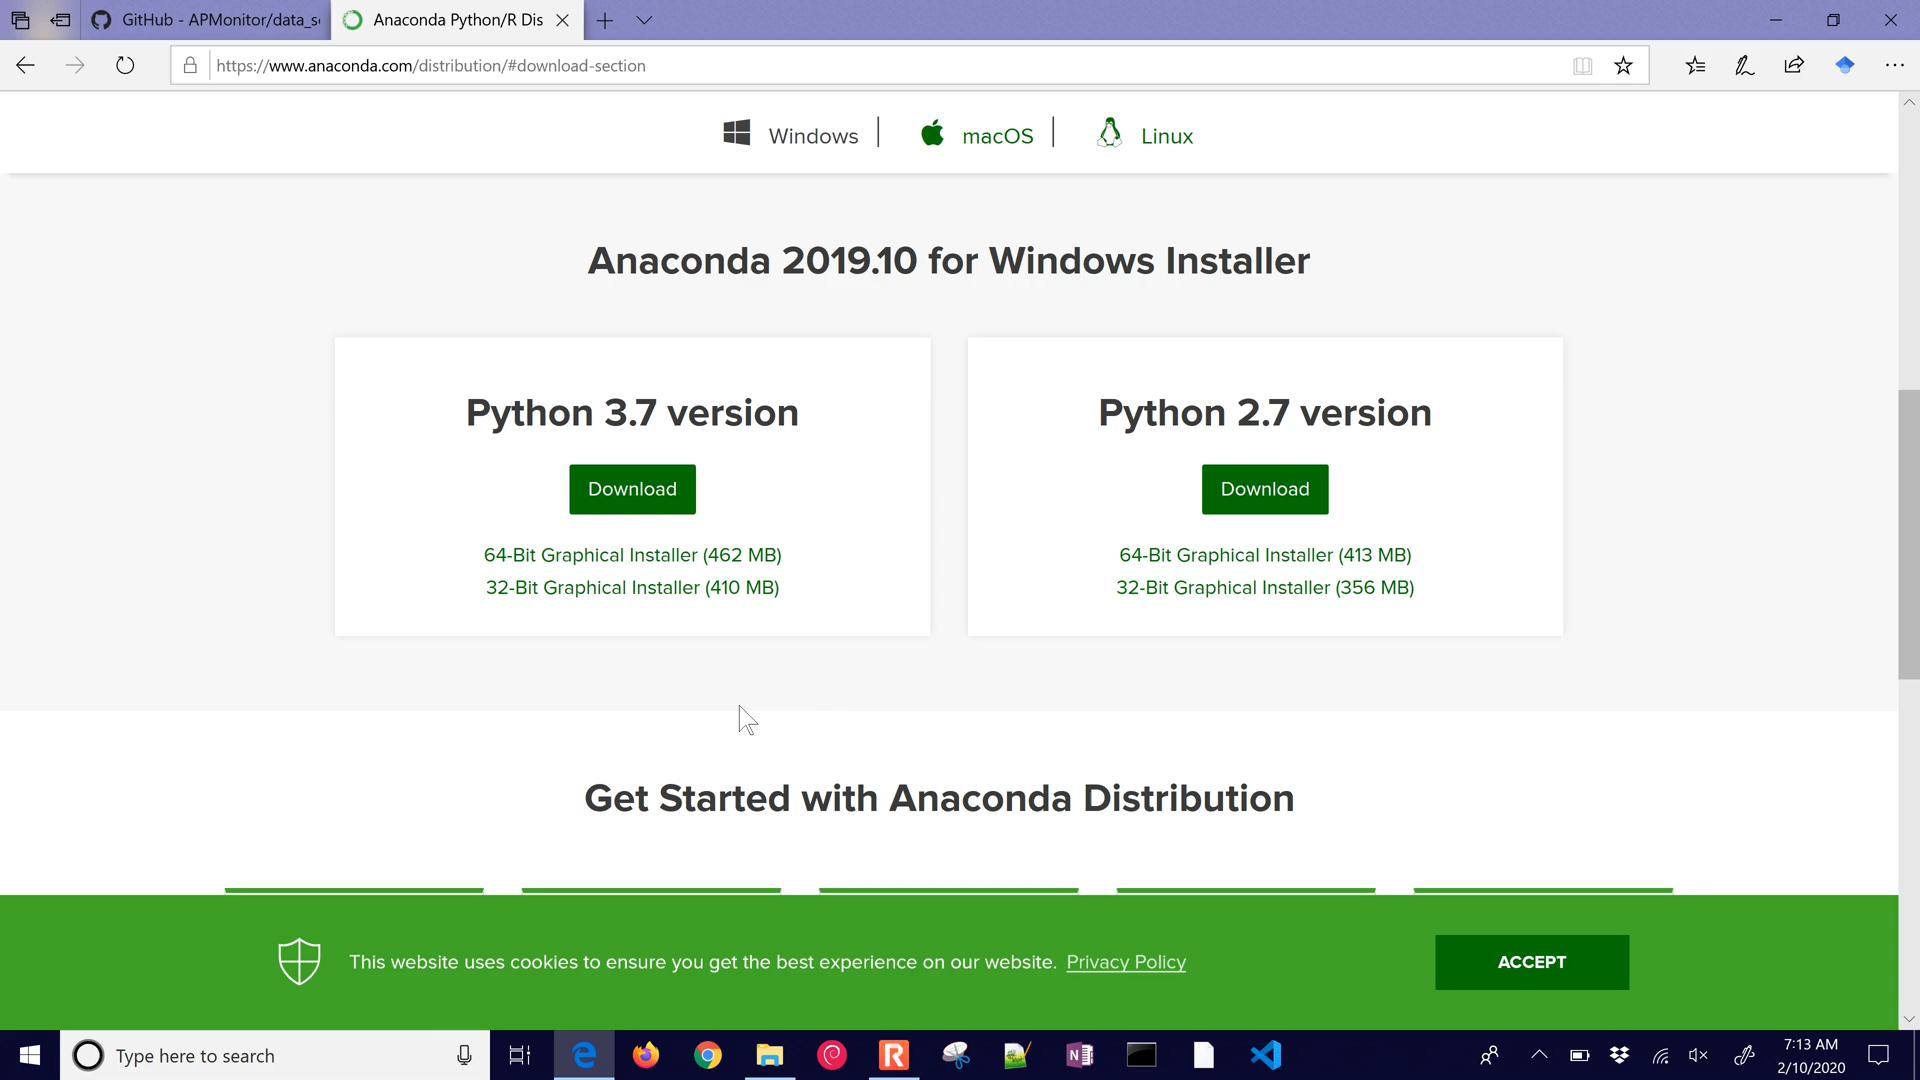 GitHub - APMonitor/data_s
Anaconda Python/R Dis
https://www.anaconda.com/distribution/#download-section
Windows
macOS
Linux
Anaconda 2019.10 for Windows Installer
Python 3.7 version
Download
64-Bit Graphical Installer (462 MB)
32-Bit Graphical Installer (410 MB)
Python 2.7 version
Download
64-Bit Graphical Installer (413 MB)
32-Bit Graphical Installer (356 MB)
Get Started with Anaconda Distribution
This website uses cookies to ensure you get the best experience on our website. Privacy Policy
ACCEPT
Type here to search
7:13 AM
2/10/2020